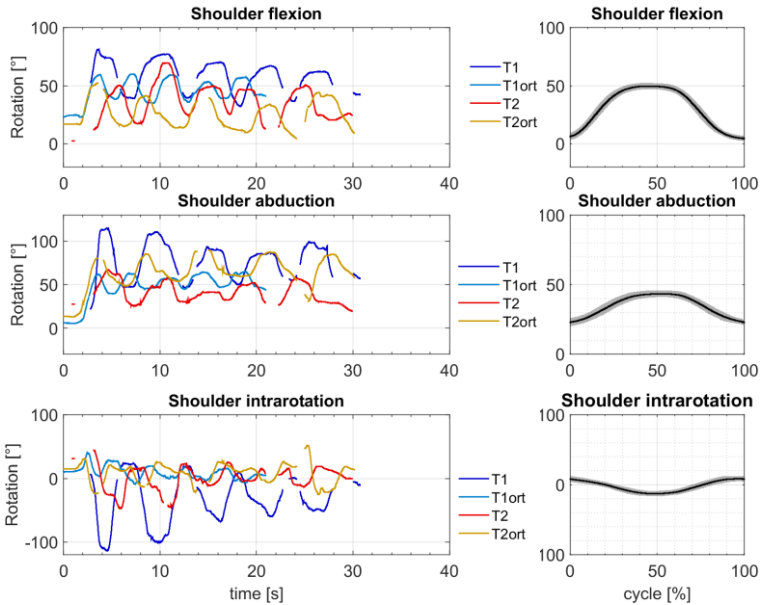 Shoulder flexion
Rotation [°]
100
50
0
0 10 20 30 40
T1
T1ort
T2
T2ort
Shoulder flexion
100
50
0
0 50 100
Shoulder abduction
Rotation [°]
100
50
0
0 10 20 30 40
T1
T1ort
T2
T2ort
Shoulder abduction
100
50
0
0 50 100
Shoulder intrarotation
Rotation [°]
100
0
-100
0 10 20 30 40
time [s]
T1
T1ort
T2
T2ort
Shoulder intrarotation
100
0
100
0 50 100
cycle [%]